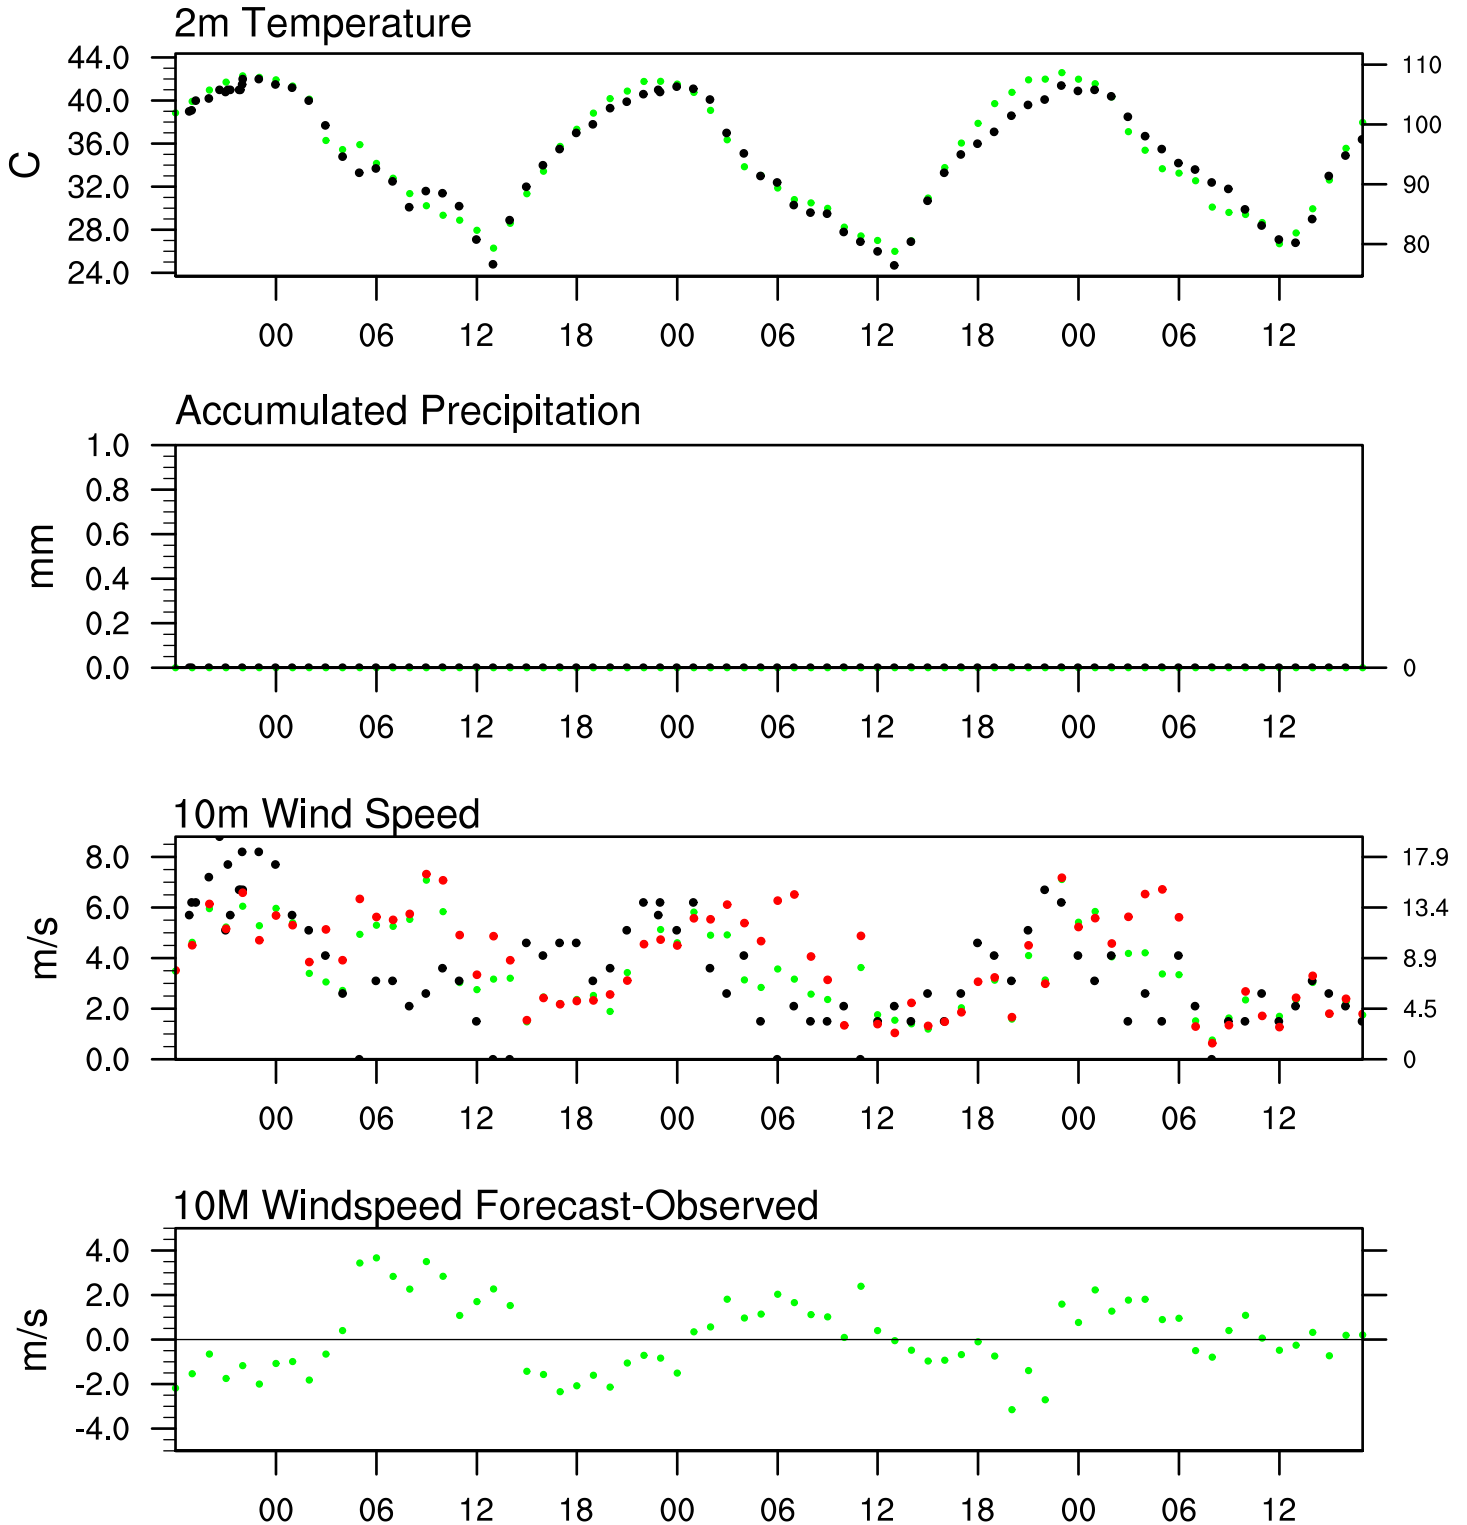 2m Temperature
44.0
40.0
36.0
32.0
28.0
24.0
C
110
100
90
80
00 06 12 18 00 06 12 18 00 06 12
Accumulated Precipitation
1.0
0.8
0.6
0.4
0.2
0.0
mm
0
00 06 12 18 00 06 12 18 00 06 12
10m Wind Speed
8.0
6.0
4.0
2.0
0.0
m/s
17.9
13.4
8.9
4.5
0
00 06 12 18 00 06 12 18 00 06 12
10M Windspeed Forecast-Observed
4.0
2.0
0.0
-2.0
-4.0
m/s
00 06 12 18 00 06 12 18 00 06 12